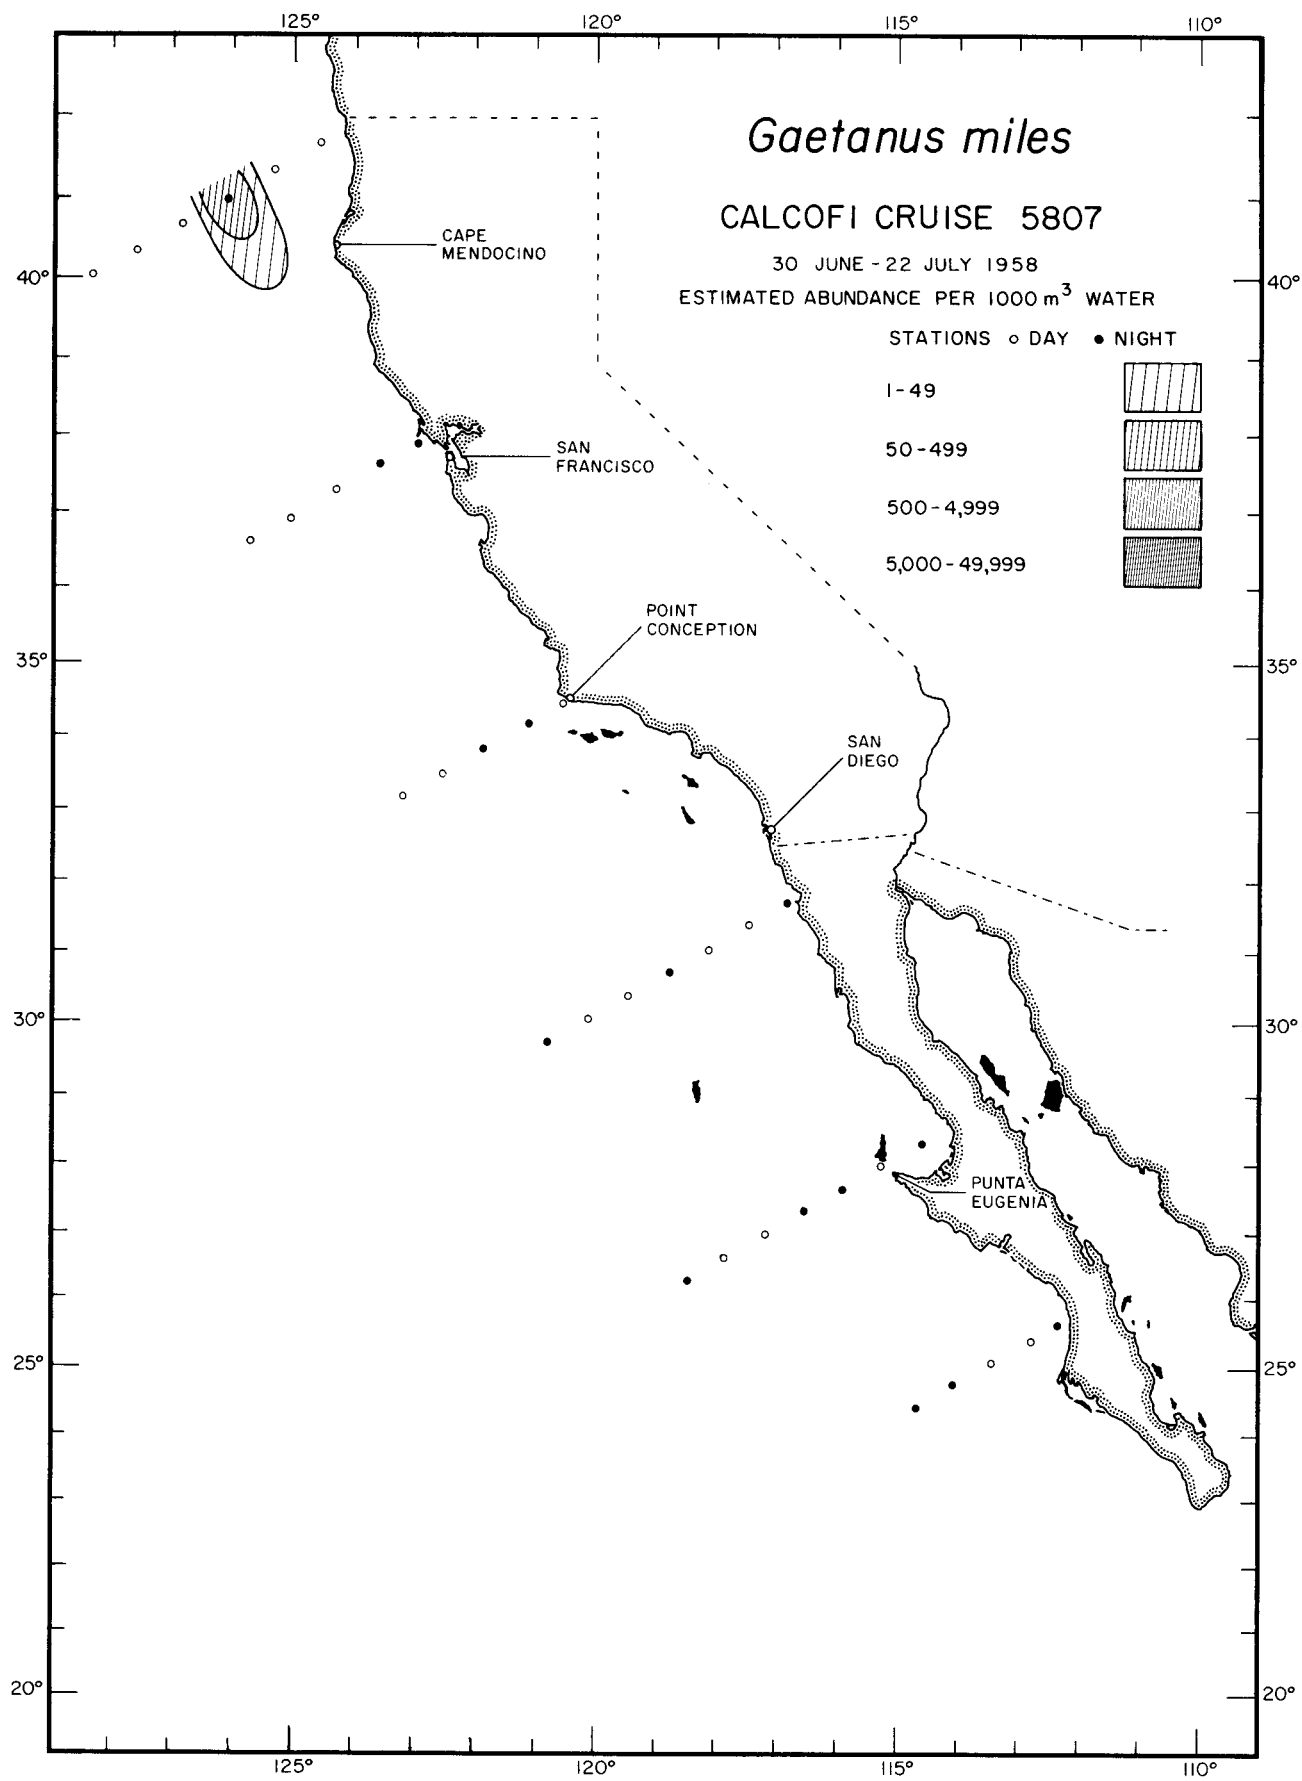 125° 120° 115° 110°
Gaetanus miles
CALCOFI CRUISE 5807
30 JUNE - 22 JULY 1958
ESTIMATED ABUNDANCE PER 1000 m³ WATER
STATIONS ○ DAY ● NIGHT
1-49
50-499
500-4,999
5,000-49,999
CAPE
MENDOCINO
40° 40°
SAN
FRANCISCO
POINT
CONCEPTION
35° 35°
SAN
DIEGO
30° 30°
PUNTA
EUGENIA
25° 25°
20° 20°
125° 120° 115° 110°